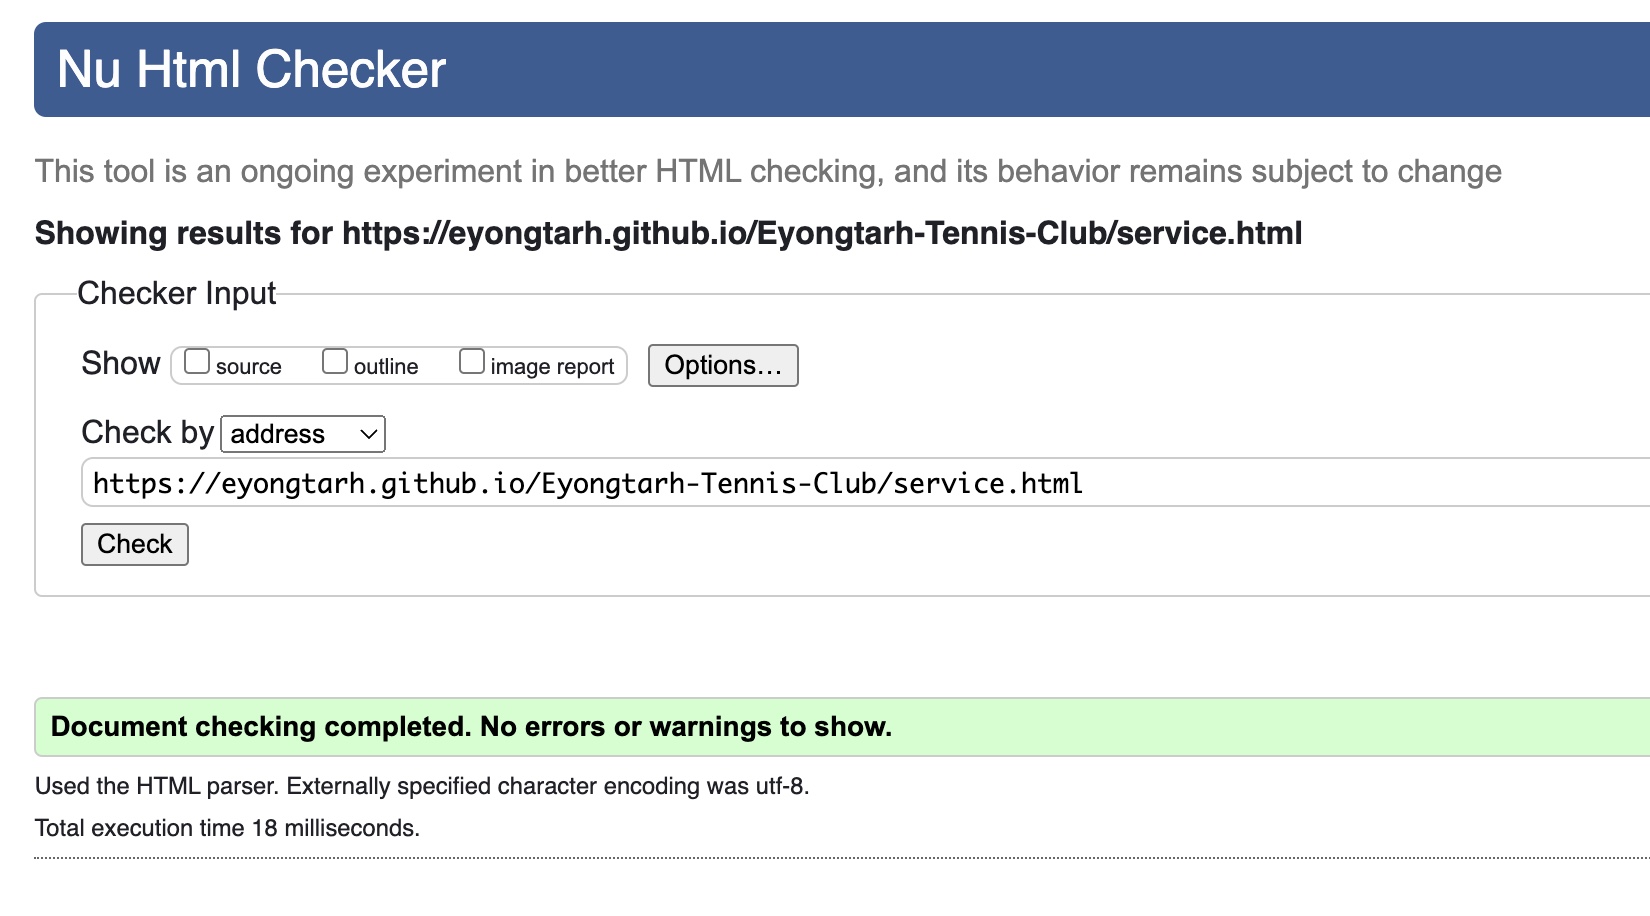 Nu Html Checker
This tool is an ongoing experiment in better HTML checking, and its behavior remains subject to change
Showing results for https://eyongtarh.github.io/Eyongtarh-Tennis-Club/service.html
Checker Input
Show source outline image report Options...
Check by address
https://eyongtarh.github.io/Eyongtarh-Tennis-Club/service.html
Check
Document checking completed. No errors or warnings to show.
Used the HTML parser. Externally specified character encoding was utf-8.
Total execution time 18 milliseconds.